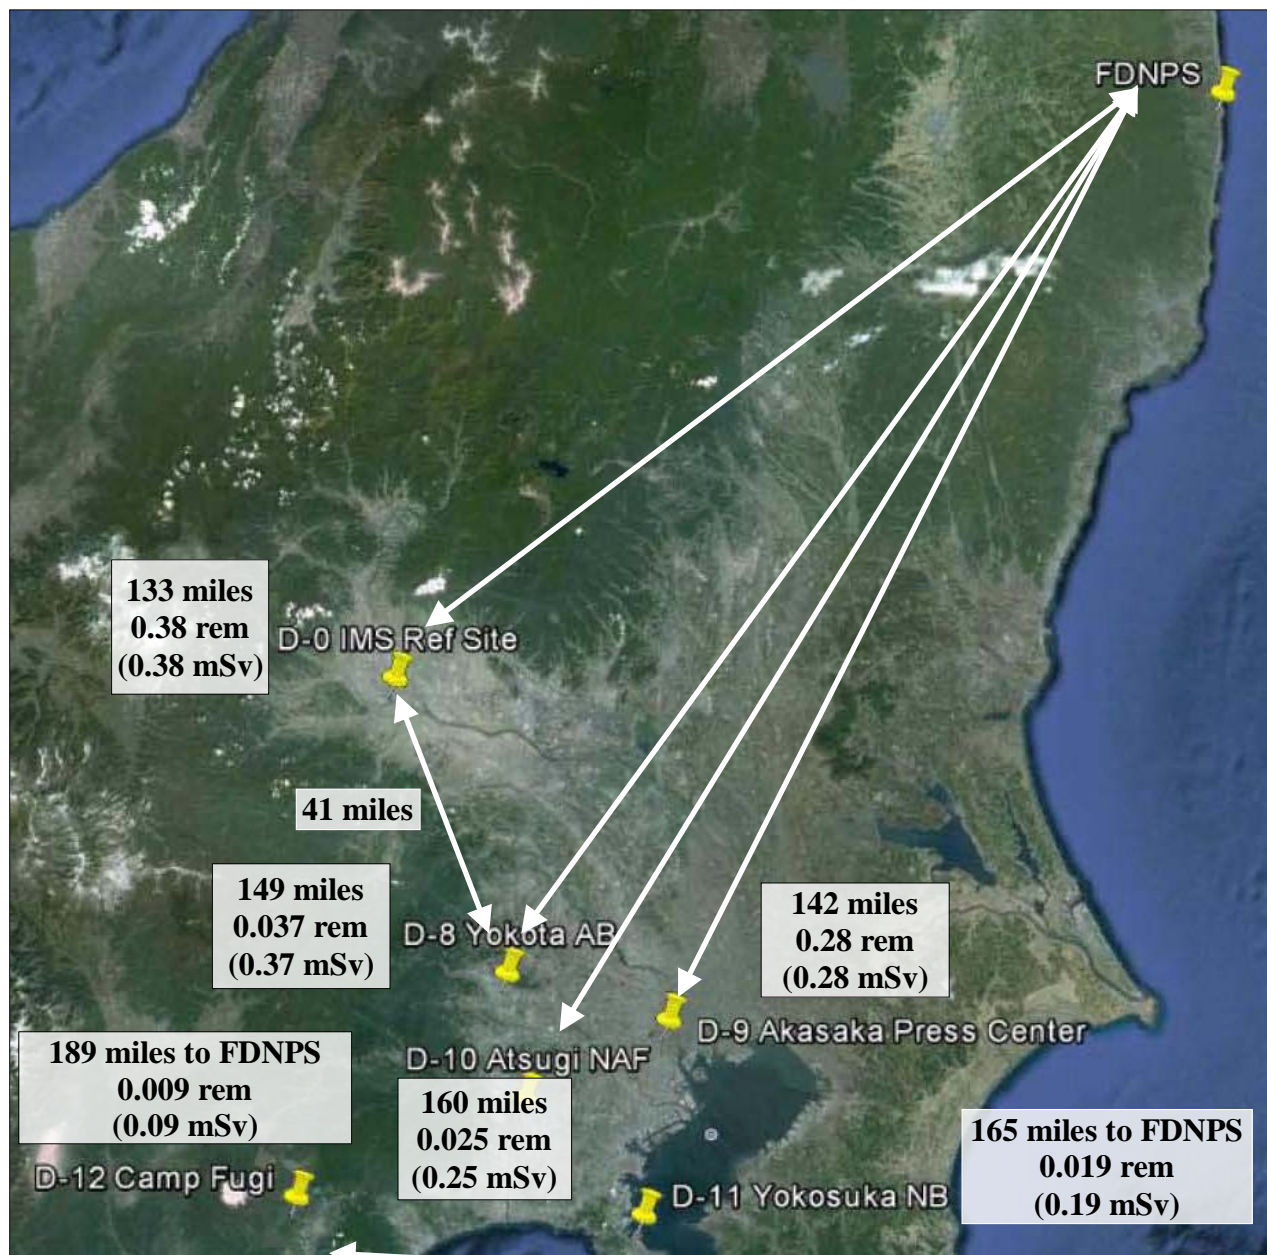 FDNPS
133 miles
0.38 rem
(0.38 mSv)
D-0 IMS Ref Site
41 miles
149 miles
0.037 rem
(0.37 mSv)
D-8 Yokota AB
142 miles
0.28 rem
(0.28 mSv)
D-9 Akasaka Press Center
189 miles to FDNPS
0.009 rem
(0.09 mSv)
D-10 Atsugi NAF
160 miles
0.025 rem
(0.25 mSv)
165 miles to FDNPS
0.019 rem
(0.19 mSv)
D-12 Camp Fugi
D-11 Yokosuka NB